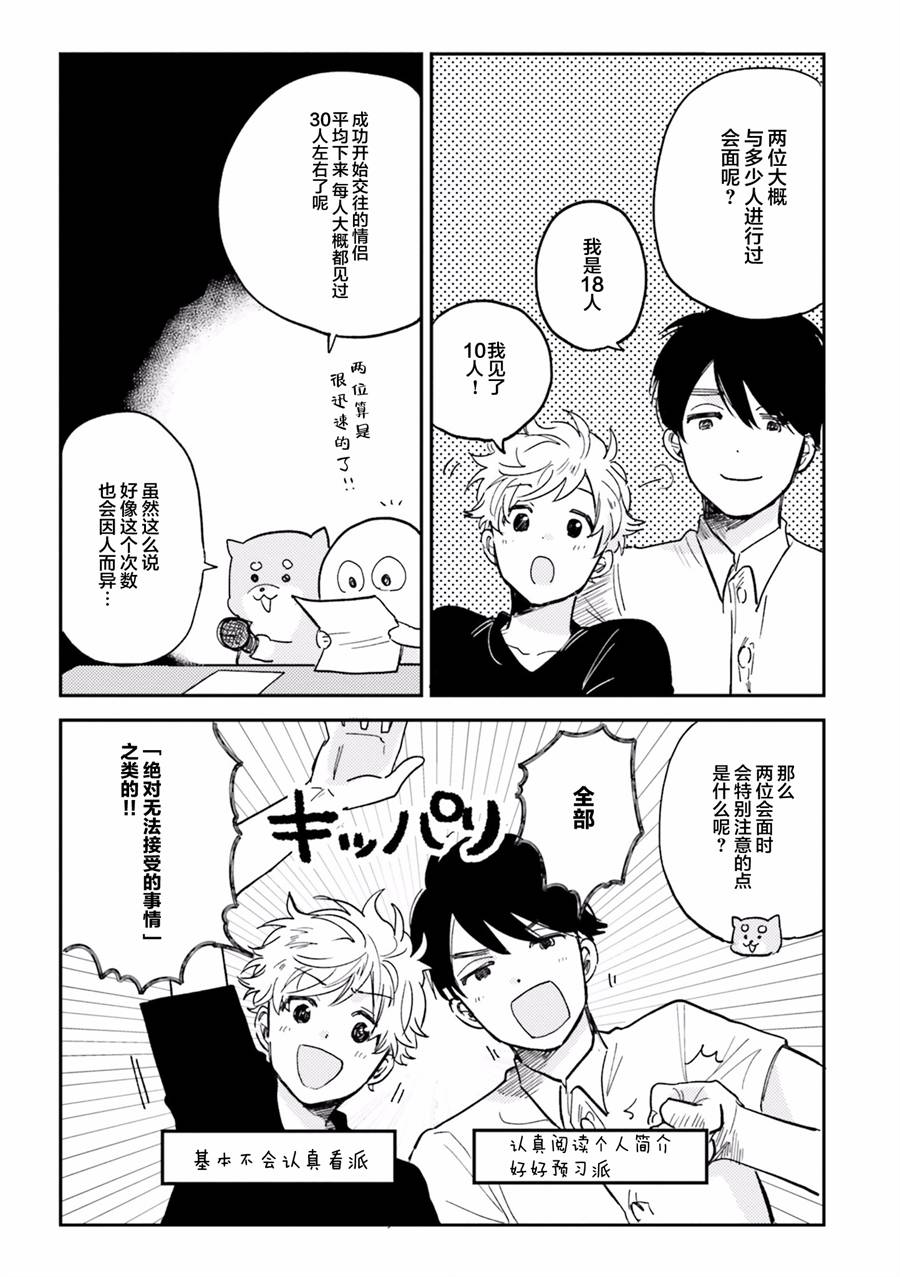 两位大概
与多少人进行过
会面呢？
我是18人
我见了
10人！
成功开始交往的情侣
平均下来 每人大概都见过
30人左右了呢
两位算是
很迅速的了!!
虽然这么说
好像这个次数
也会因人而异…
那么
两位会面时
会特别注意的点
是什么呢？
全部
キッパリ
「绝对无法接受的事情」
之类的!!
认真阅读个人简介
好好预习派
基本不会认真看派